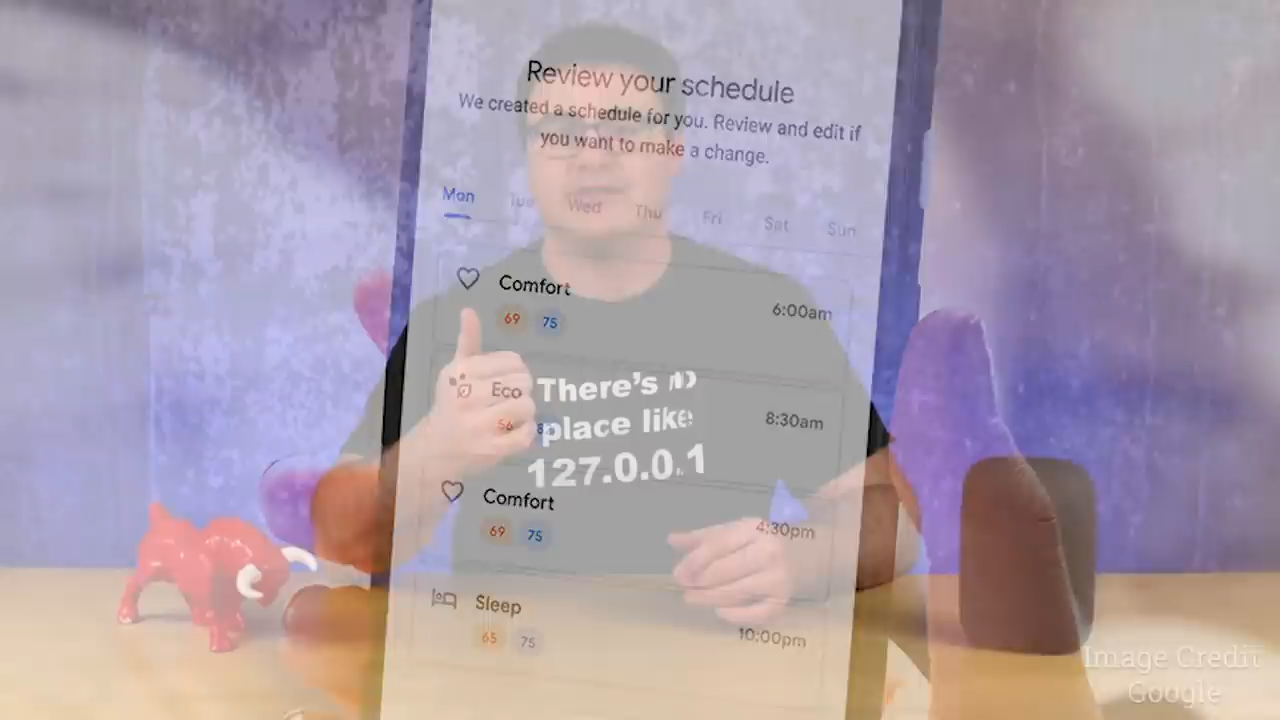 Review your schedule
We created a schedule for you. Review and edit if
you want to make a change.
Mon Tue Wed Thu Fri Sat Sun
Comfort
6:00am
69 75
Eco
8:30am
56
There's
place like
127.0.0.1
Comfort
4:30pm
69 75
Sleep
10:00pm
65 75
Image Credit
Google